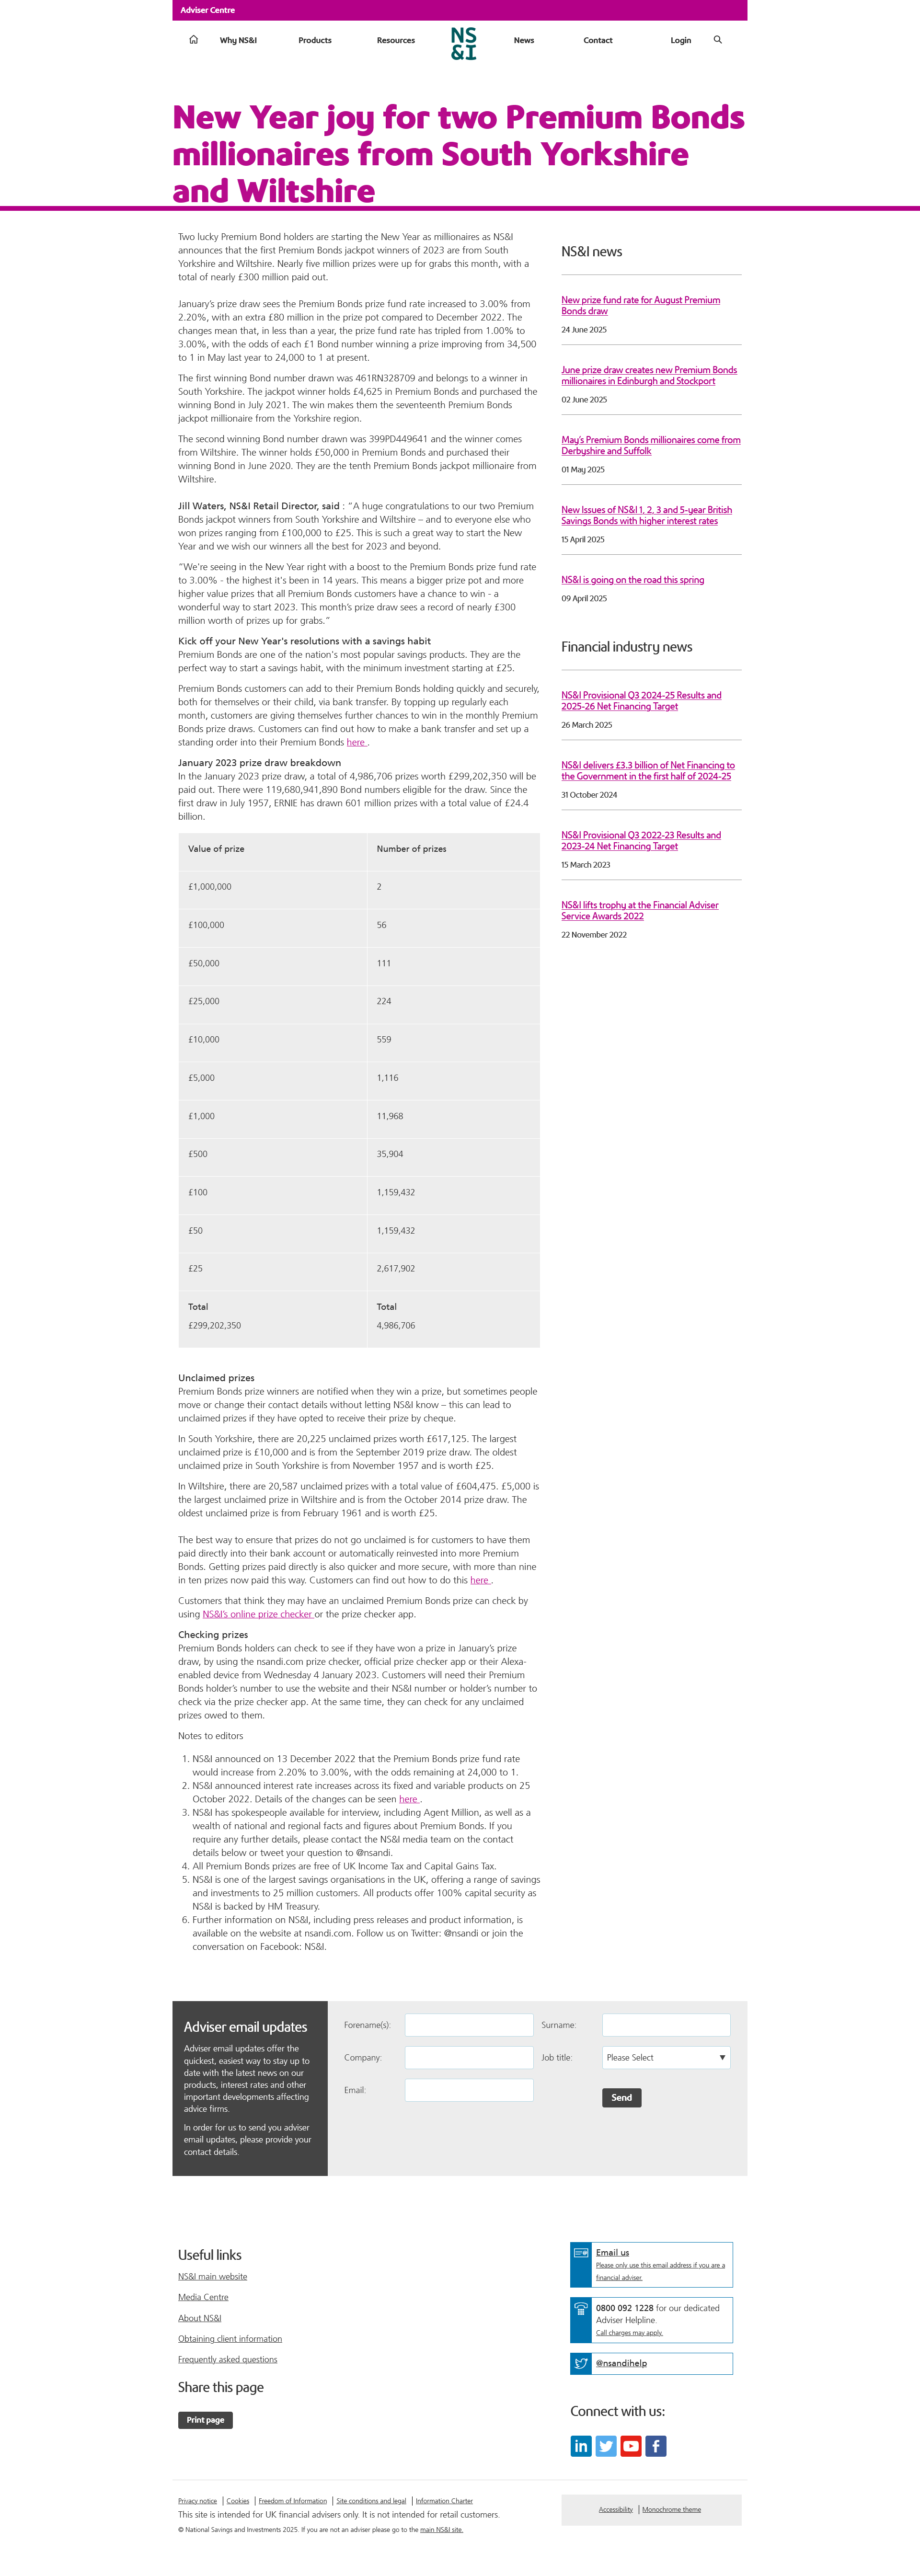 Adviser Centre
Why NS&I
Products
Resources
NS
&I
News
Contact
Login
New Year joy for two Premium Bonds
millionaires from South Yorkshire
and Wiltshire
Two lucky Premium Bond holders are starting the New Year as millionaires as NS&I
announces that the first Premium Bonds jackpot winners of 2023 are from South
Yorkshire and Wiltshire. Nearly five million prizes were up for grabs this month, with a
total of nearly £300 million paid out.
January's prize draw sees the Premium Bonds prize fund rate increased to 3.00% from
2.20%, with an extra £80 million in the prize pot compared to December 2022. The
changes mean that, in less than a year, the prize fund rate has tripled from 1.00% to
3.00%, with the odds of each £1 Bond number winning a prize improving from 34,500
to 1 in May last year to 24,000 to 1 at present.
The first winning Bond number drawn was 461RN328709 and belongs to a winner in
South Yorkshire. The jackpot winner holds £4,625 in Premium Bonds and purchased the
winning Bond in July 2021. The win makes them the seventeenth Premium Bonds
jackpot millionaire from the Yorkshire region.
The second winning Bond number drawn was 399PD449641 and the winner comes
from Wiltshire. The winner holds £50,000 in Premium Bonds and purchased their
winning Bond in June 2020. They are the tenth Premium Bonds jackpot millionaire from
Wiltshire.
Jill Waters, NS&I Retail Director, said : “A huge congratulations to our two Premium
Bonds jackpot winners from South Yorkshire and Wiltshire – and to everyone else who
won prizes ranging from £100,000 to £25. This is such a great way to start the New
Year and we wish our winners all the best for 2023 and beyond.
“We're seeing in the New Year right with a boost to the Premium Bonds prize fund rate
to 3.00% - the highest it's been in 14 years. This means a bigger prize pot and more
higher value prizes that all Premium Bonds customers have a chance to win - a
wonderful way to start 2023. This month's prize draw sees a record of nearly £300
million worth of prizes up for grabs.”
Kick off your New Year's resolutions with a savings habit
Premium Bonds are one of the nation's most popular savings products. They are the
perfect way to start a savings habit, with the minimum investment starting at £25.
Premium Bonds customers can add to their Premium Bonds holding quickly and securely,
both for themselves or their child, via bank transfer. By topping up regularly each
month, customers are giving themselves further chances to win in the monthly Premium
Bonds prize draws. Customers can find out how to make a bank transfer and set up a
standing order into their Premium Bonds here .
January 2023 prize draw breakdown
In the January 2023 prize draw, a total of 4,986,706 prizes worth £299,202,350 will be
paid out. There were 119,680,941,890 Bond numbers eligible for the draw. Since the
first draw in July 1957, ERNIE has drawn 601 million prizes with a total value of £24.4
billion.
Value of prize Number of prizes
£1,000,000 2
£100,000 56
£50,000 111
£25,000 224
£10,000 559
£5,000 1,116
£1,000 11,968
£500 35,904
£100 1,159,432
£50 1,159,432
£25 2,617,902
Total Total
£299,202,350 4,986,706
Unclaimed prizes
Premium Bonds prize winners are notified when they win a prize, but sometimes people
move or change their contact details without letting NS&I know – this can lead to
unclaimed prizes if they have opted to receive their prize by cheque.
In South Yorkshire, there are 20,225 unclaimed prizes worth £617,125. The largest
unclaimed prize is £10,000 and is from the September 2019 prize draw. The oldest
unclaimed prize in South Yorkshire is from November 1957 and is worth £25.
In Wiltshire, there are 20,587 unclaimed prizes with a total value of £604,475. £5,000 is
the largest unclaimed prize in Wiltshire and is from the October 2014 prize draw. The
oldest unclaimed prize is from February 1961 and is worth £25.
The best way to ensure that prizes do not go unclaimed is for customers to have them
paid directly into their bank account or automatically reinvested into more Premium
Bonds. Getting prizes paid directly is also quicker and more secure, with more than nine
in ten prizes now paid this way. Customers can find out how to do this here .
Customers that think they may have an unclaimed Premium Bonds prize can check by
using NS&I's online prize checker or the prize checker app.
Checking prizes
Premium Bonds holders can check to see if they have won a prize in January's prize
draw, by using the nsandi.com prize checker, official prize checker app or their Alexa-
enabled device from Wednesday 4 January 2023. Customers will need their Premium
Bonds holder's number to use the website and their NS&I number or holder's number to
check via the prize checker app. At the same time, they can check for any unclaimed
prizes owed to them.
Notes to editors
1. NS&I announced on 13 December 2022 that the Premium Bonds prize fund rate
would increase from 2.20% to 3.00%, with the odds remaining at 24,000 to 1.
2. NS&I announced interest rate increases across its fixed and variable products on 25
October 2022. Details of the changes can be seen here .
3. NS&I has spokespeople available for interview, including Agent Million, as well as a
wealth of national and regional facts and figures about Premium Bonds. If you
require any further details, please contact the NS&I media team on the contact
details below or tweet your question to @nsandi.
4. All Premium Bonds prizes are free of UK Income Tax and Capital Gains Tax.
5. NS&I is one of the largest savings organisations in the UK, offering a range of savings
and investments to 25 million customers. All products offer 100% capital security as
NS&I is backed by HM Treasury.
6. Further information on NS&I, including press releases and product information, is
available on the website at nsandi.com. Follow us on Twitter: @nsandi or join the
conversation on Facebook: NS&I.
NS&I news
New prize fund rate for August Premium
Bonds draw
24 June 2025
June prize draw creates new Premium Bonds
millionaires in Edinburgh and Stockport
02 June 2025
May's Premium Bonds millionaires come from
Derbyshire and Suffolk
01 May 2025
New Issues of NS&I 1, 2, 3 and 5-year British
Savings Bonds with higher interest rates
15 April 2025
NS&I is going on the road this spring
09 April 2025
Financial industry news
NS&I Provisional Q3 2024-25 Results and
2025-26 Net Financing Target
26 March 2025
NS&I delivers £3.3 billion of Net Financing to
the Government in the first half of 2024-25
31 October 2024
NS&I Provisional Q3 2022-23 Results and
2023-24 Net Financing Target
15 March 2023
NS&I lifts trophy at the Financial Adviser
Service Awards 2022
22 November 2022
Adviser email updates
Adviser email updates offer the
quickest, easiest way to stay up to
date with the latest news on our
products, interest rates and other
important developments affecting
advice firms.
In order for us to send you adviser
email updates, please provide your
contact details.
Forename(s):
Surname:
Company:
Job title:
Please Select
Email:
Send
Useful links
NS&I main website
Media Centre
About NS&I
Obtaining client information
Frequently asked questions
Share this page
Print page
Email us
Please only use this email address if you are a
financial adviser.
0800 092 1228 for our dedicated
Adviser Helpline.
Call charges may apply.
@nsandihelp
Connect with us:
Privacy notice | Cookies | Freedom of Information | Site conditions and legal | Information Charter
This site is intended for UK financial advisers only. It is not intended for retail customers.
© National Savings and Investments 2025. If you are not an adviser please go to the main NS&I site.
Accessibility | Monochrome theme